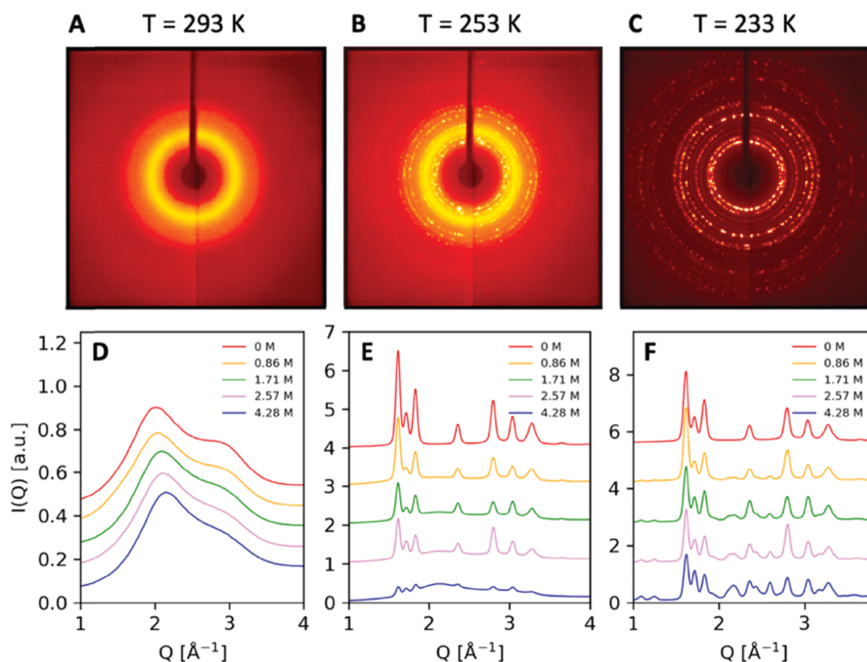 A T = 293 K
B T = 253 K
C T = 233 K
D
0 M
0.86 M
1.71 M
2.57 M
4.28 M
I(Q) [a.u.]
1.2
1.0
0.8
0.6
0.4
0.2
0.0
1 2 3 4
Q [Å⁻¹]
E
0 M
0.86 M
1.71 M
2.57 M
4.28 M
7
6
5
4
3
2
1
0
1 2 3 4
Q [Å⁻¹]
F
0 M
0.86 M
1.71 M
2.57 M
4.28 M
8
6
4
2
0
1 2 3
Q [Å⁻¹]